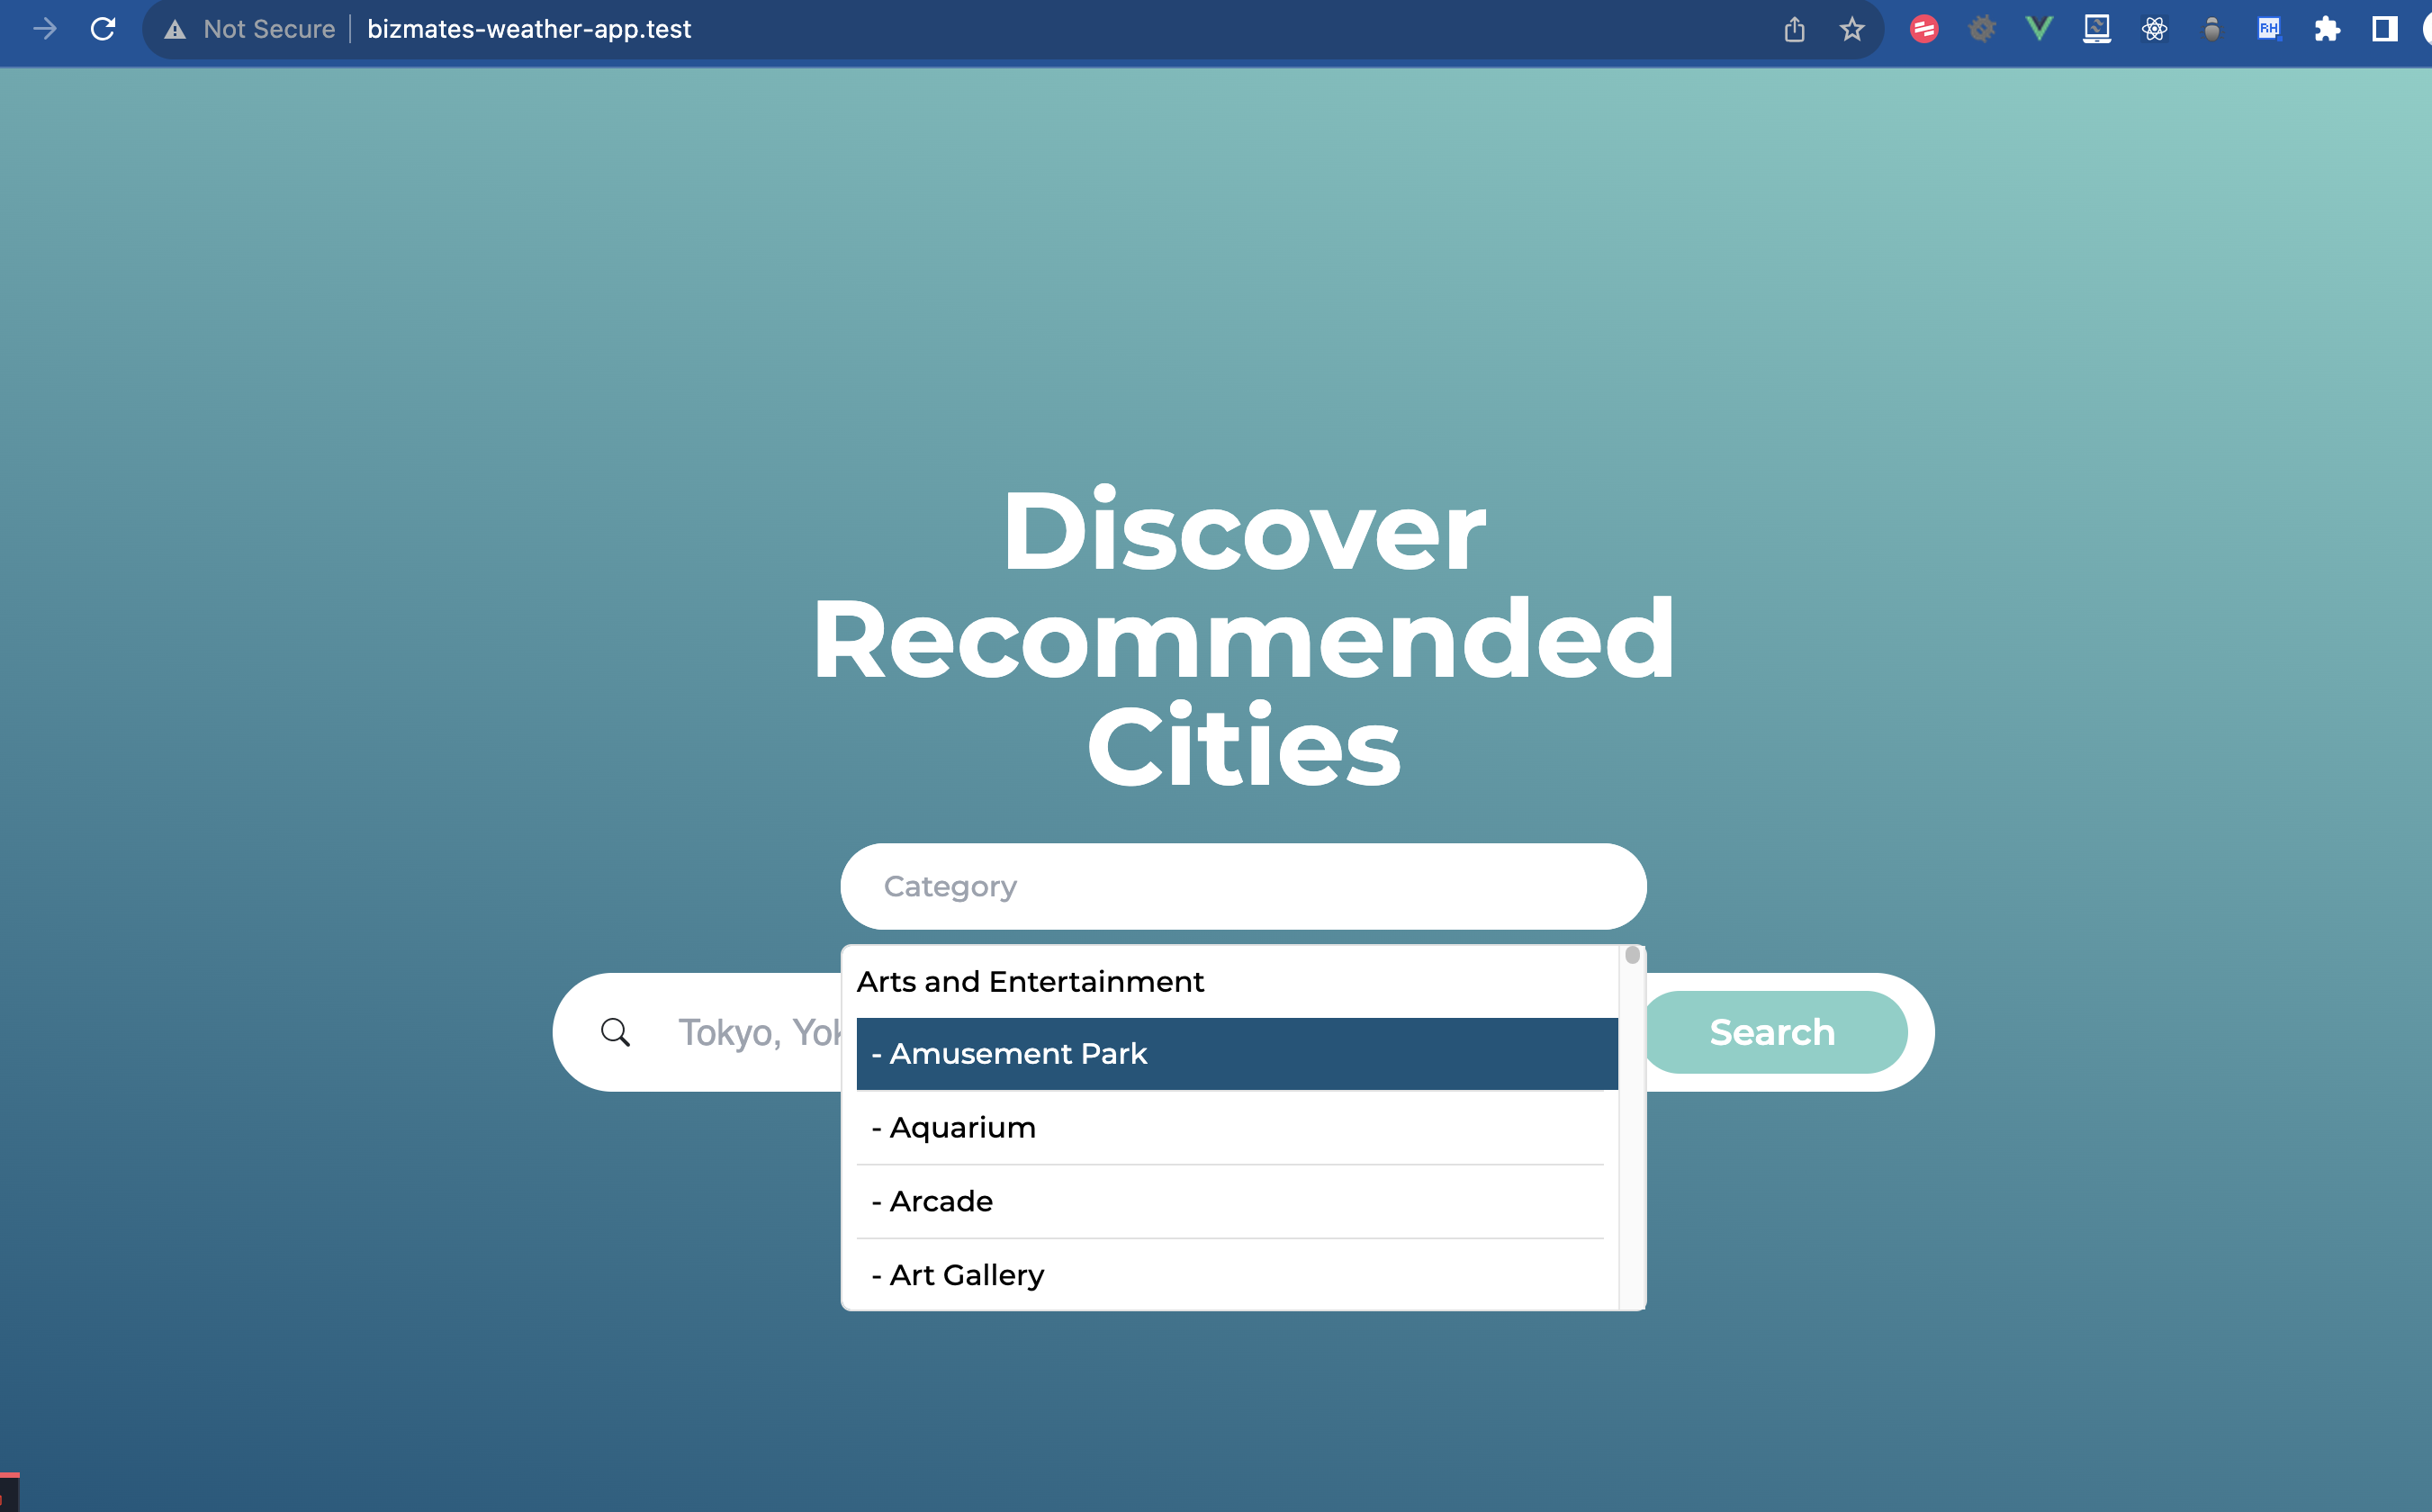 Not Secure bizmates-weather-app.test
RH
Discover
Recommended
Cities
Category
Arts and Entertainment
Tokyo, Yok
Search
- Amusement Park
- Aquarium
- Arcade
- Art Gallery